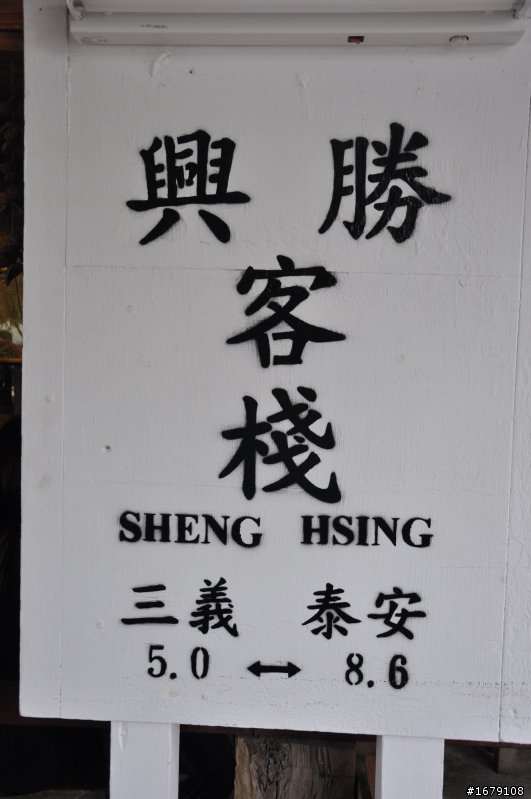 興 勝
客
棧
SHENG HSING
三義 泰安
5.0 ↔ 8.6
#1679108